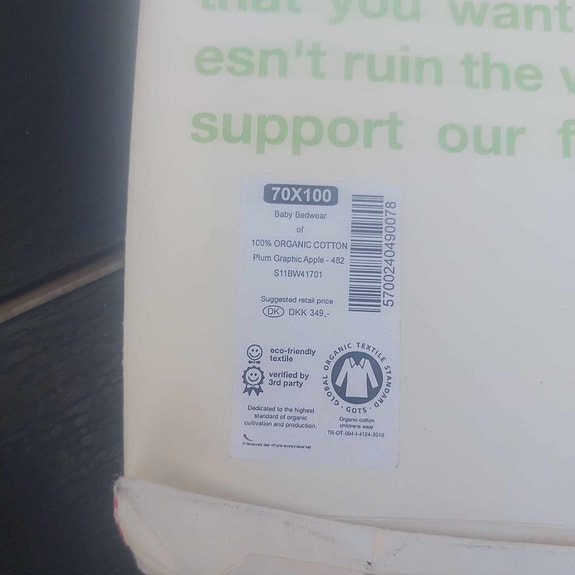 that you want
esn't ruin the
support our f
70X100
Baby Bedwear
of
100% ORGANIC COTTON
Plum Graphic Apple - 482
S11BW41701
5700240490078
Suggested retail price
DK DKK 349,-
eco-friendly
textile
verified by
3rd party
GLOBAL ORGANIC TEXTILE STANDARD
· GOTS ·
Dedicated to the highest
standard of organic
cultivation and production.
Organic cotton
childrens wear
TR-OT-004-I-4124-2010